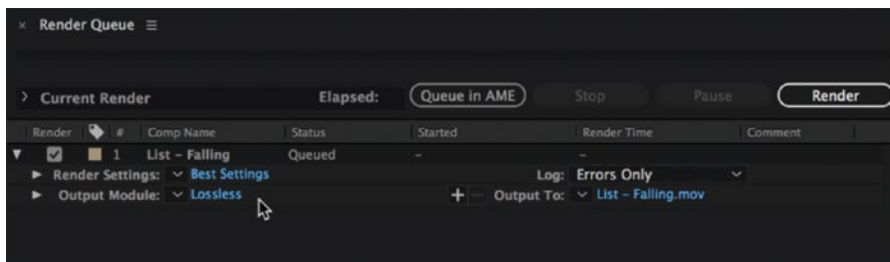 × Render Queue ≡
> Current Render Elapsed: Queue in AME Stop Pause Render
Render # Comp Name Status Started Render Time Comment
1 List – Falling Queued – –
Render Settings: Best Settings Log: Errors Only
Output Module: Lossless + – Output To: List – Falling.mov